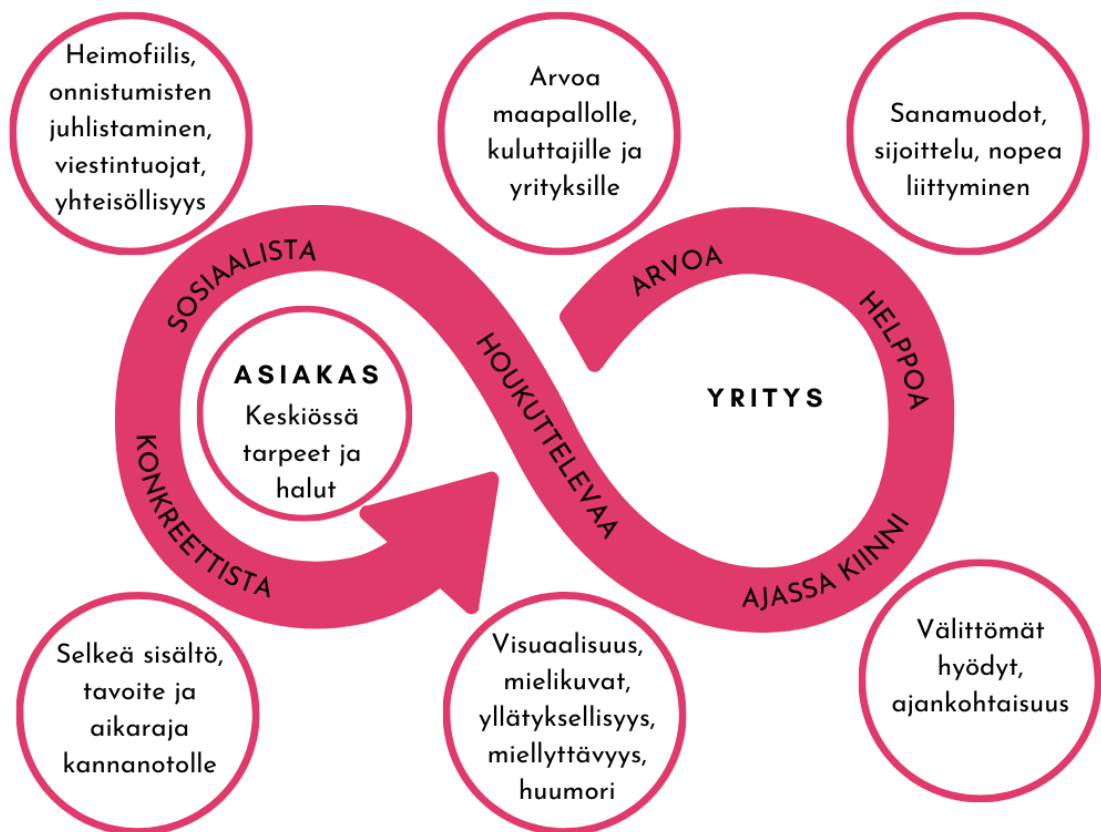 Heimofiilis,
onnistumisten
juhlistaminen,
viestintuojat,
yhteisöllisyys
Arvoa
maapallolle,
kuluttajille ja
yrityksille
Sanamuodot,
sijoittelu, nopea
liittyminen
SOSIAALISTA
ARVOA
HELPPOA
HOUKUTTELEVAA
ASIAKAS
Keskiössä
tarpeet ja
halut
YRITYS
KONKREETTISTA
AJASSA KIINNI
Selkeä sisältö,
tavoite ja
aikaraja
kannanotolle
Visuaalisuus,
mielikuvat,
yllätyksellisyys,
miellyttävyys,
huumori
Välittömät
hyödyt,
ajankohtaisuus